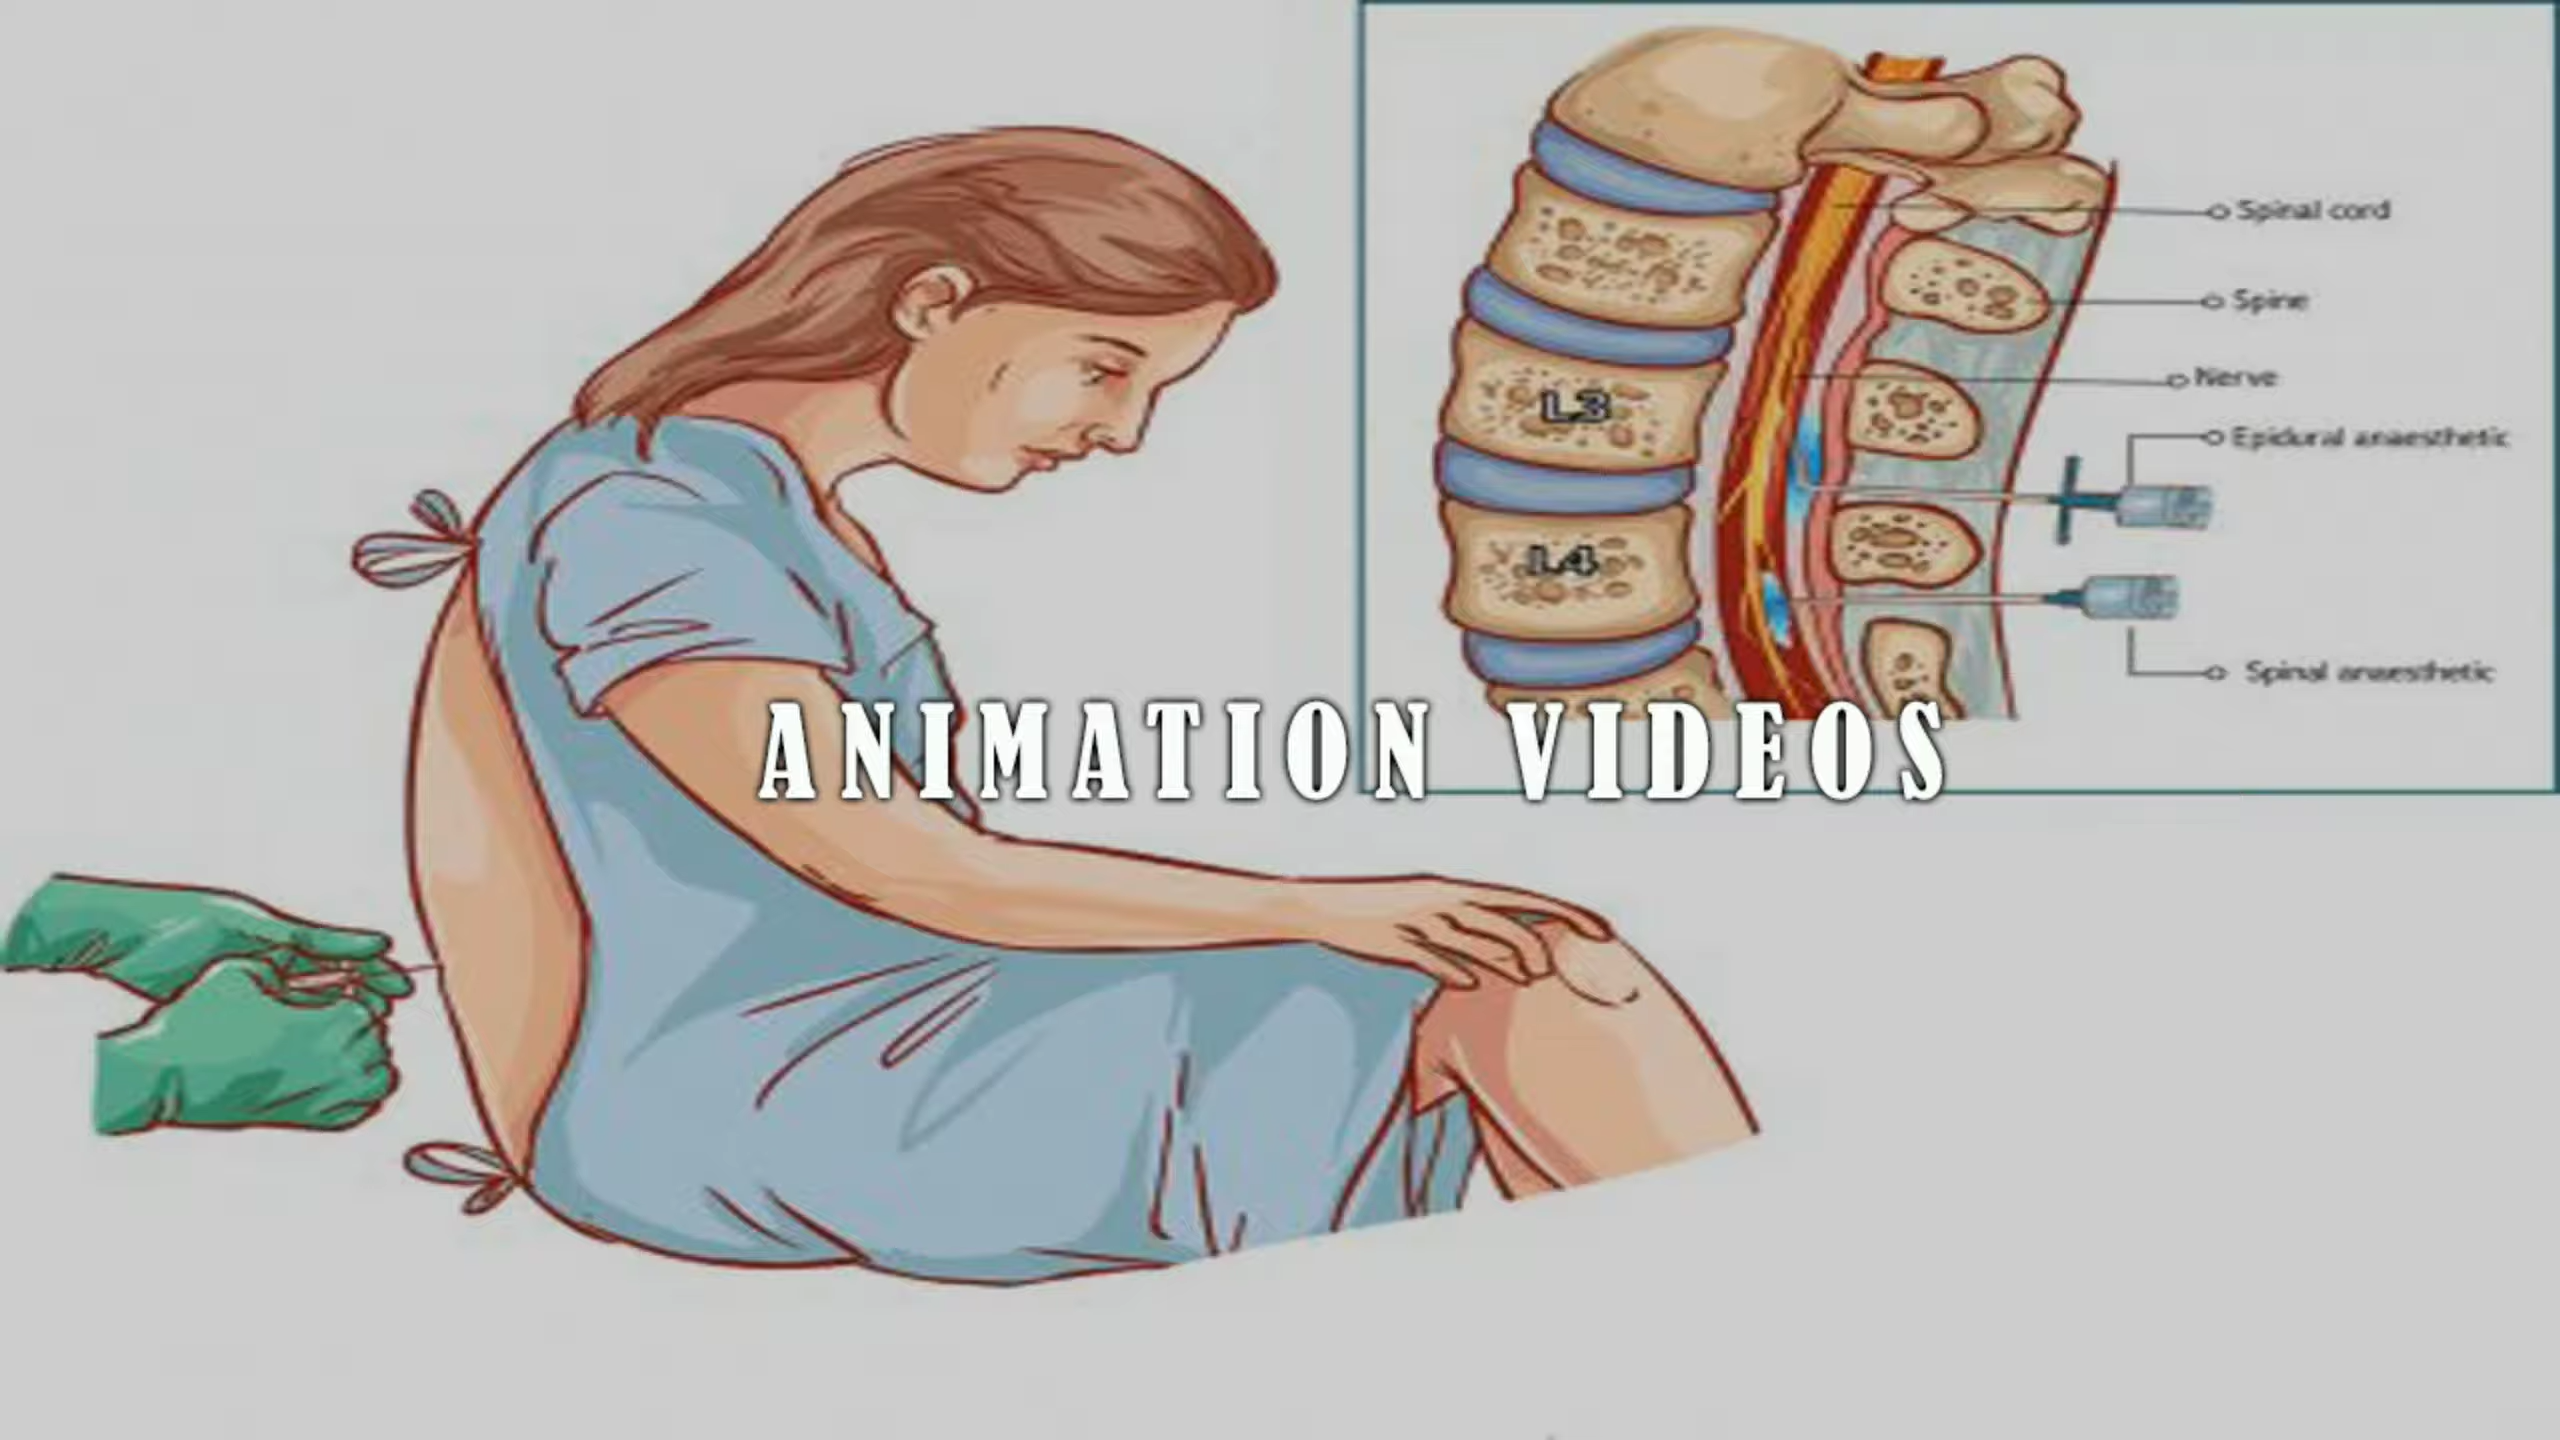 Spinal cord
Spine
Nerve
Epidural anaesthetic
L3
L4
Spinal anaesthetic
ANIMATION VIDEOS